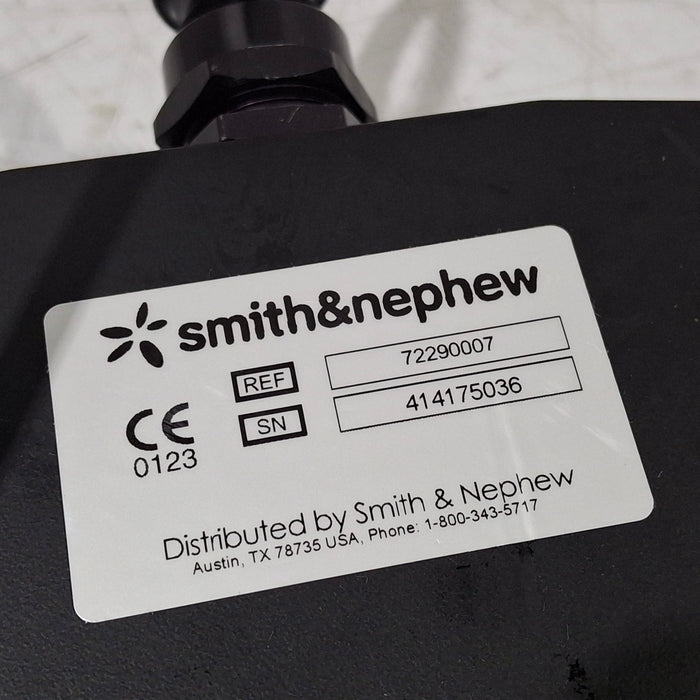 smith&nephew
REF 72290007
SN 414175036
CE
0123
Distributed by Smith & Nephew
Austin, TX 78735 USA, Phone: 1-800-343-5717